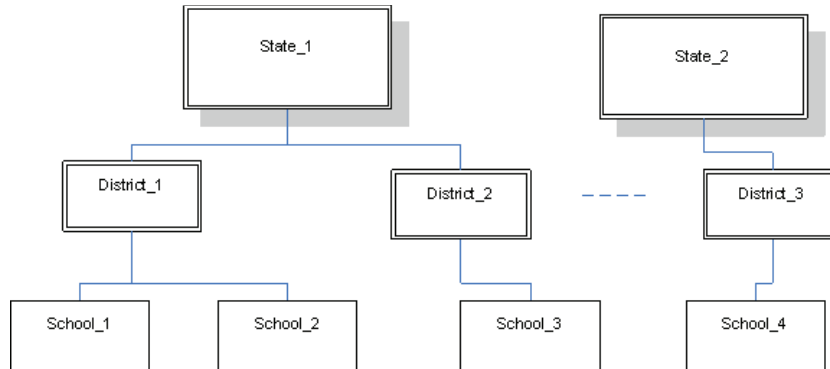 State_1
State_2
District_1
District_2
District_3
School_1
School_2
School_3
School_4